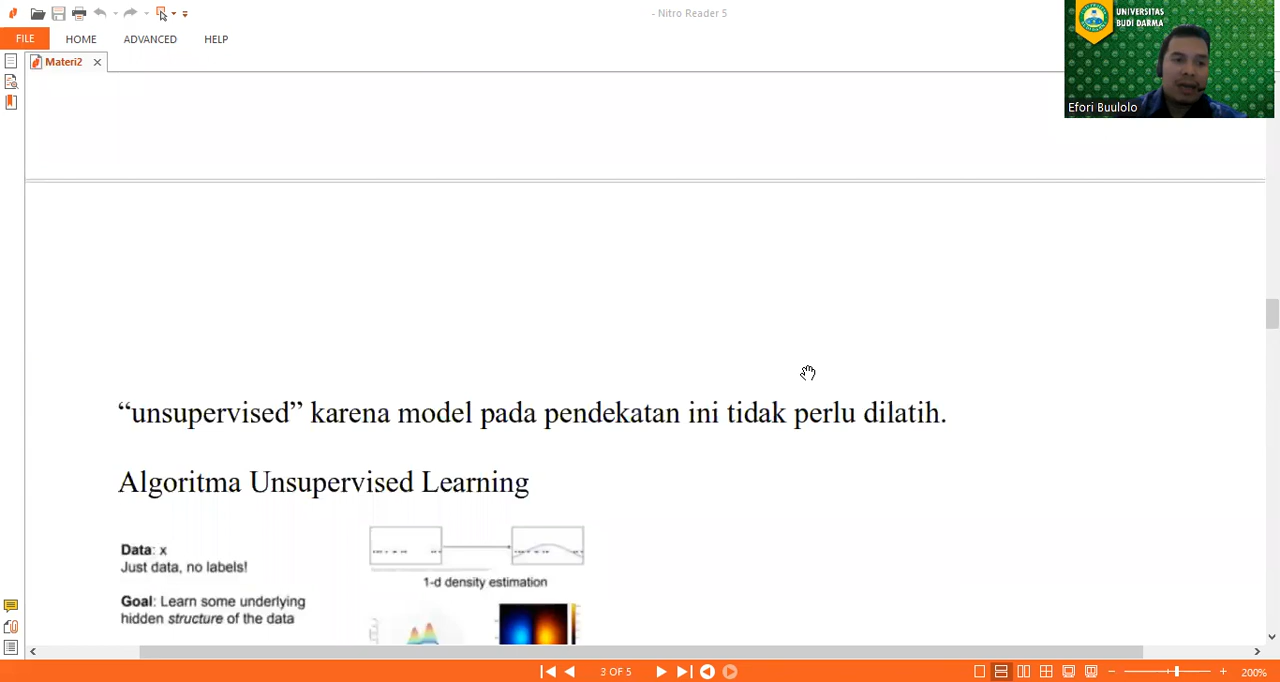 - Nitro Reader 5
UNIVERSITAS
BUDI DARMA
FILE
HOME
ADVANCED
HELP
Materi2
Efori Buulolo
“unsupervised” karena model pada pendekatan ini tidak perlu dilatih.
Algoritma Unsupervised Learning
Data: x
Just data, no labels!
Goal: Learn some underlying
hidden structure of the data
1-d density estimation
3 OF 5
200%